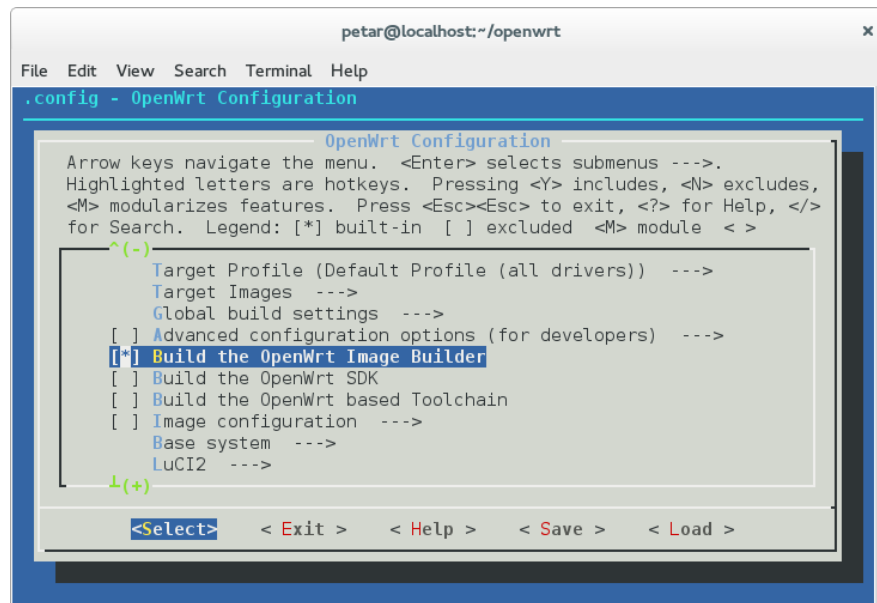 petar@localhost:~/openwrt
×
File Edit View Search Terminal Help
.config - OpenWrt Configuration
OpenWrt Configuration
Arrow keys navigate the menu. <Enter> selects submenus --->.
Highlighted letters are hotkeys. Pressing <Y> includes, <N> excludes,
<M> modularizes features. Press <Esc><Esc> to exit, <?> for Help, </>
for Search. Legend: [*] built-in [ ] excluded <M> module < >
^(-)
Target Profile (Default Profile (all drivers)) --->
Target Images --->
Global build settings --->
[ ] Advanced configuration options (for developers) --->
[*] Build the OpenWrt Image Builder
[ ] Build the OpenWrt SDK
[ ] Build the OpenWrt based Toolchain
[ ] Image configuration --->
Base system --->
LuCI2 --->
┴(+)
<Select> < Exit > < Help > < Save > < Load >